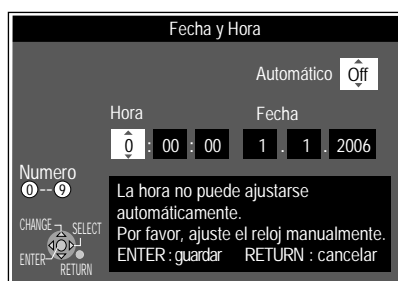 Fecha y Hora
Automático Off
Hora Fecha
0 : 00 : 00 1 . 1 . 2006
Numero
0--9
La hora no puede ajustarse
automáticamente.
Por favor, ajuste el reloj manualmente.
ENTER : guardar RETURN : cancelar
CHANGE SELECT
ENTER RETURN